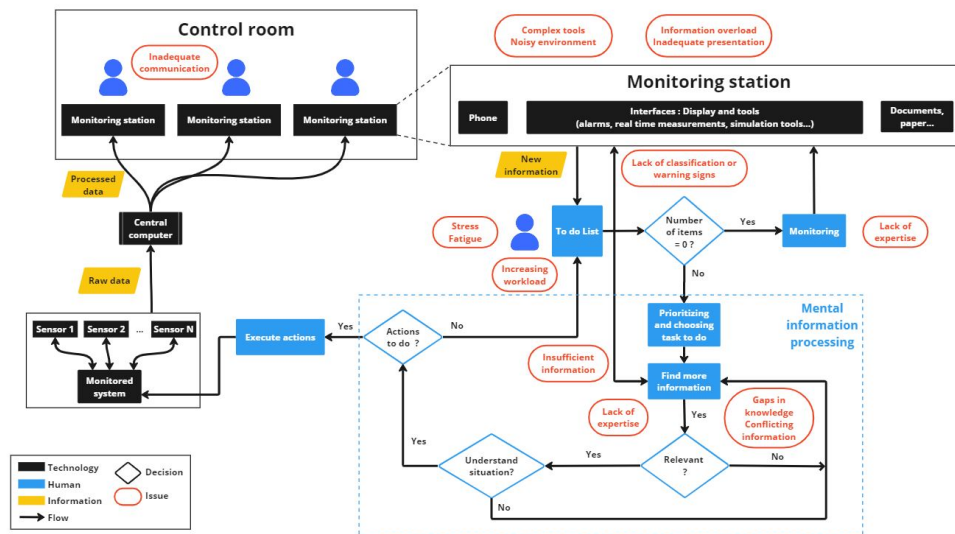 Control room
Inadequate
communication
Monitoring station
Monitoring station
Monitoring station
Complex tools
Noisy environment
Information overload
Inadequate presentation
Monitoring station
Phone
Interfaces : Display and tools
(alarms, real time measurements, simulation tools...)
Documents,
paper...
Processed
data
Central
computer
Raw data
Sensor 1
Sensor 2
...
Sensor N
Monitored
system
New
information
Lack of classification or
warning signs
Stress
Fatigue
To do List
Number
of items
= 0 ?
Yes
Monitoring
Lack of
expertise
Increasing
workload
No
Mental
information
processing
Prioritizing
and choosing
task to do
Execute actions
Yes
Actions
to do ?
No
Insufficient
information
Find more
information
Lack of
expertise
Yes
Gaps in
knowledge
Conflicting
information
Yes
Understand
situation?
Yes
Relevant
?
No
No
Technology
Human
Information
Flow
Decision
Issue